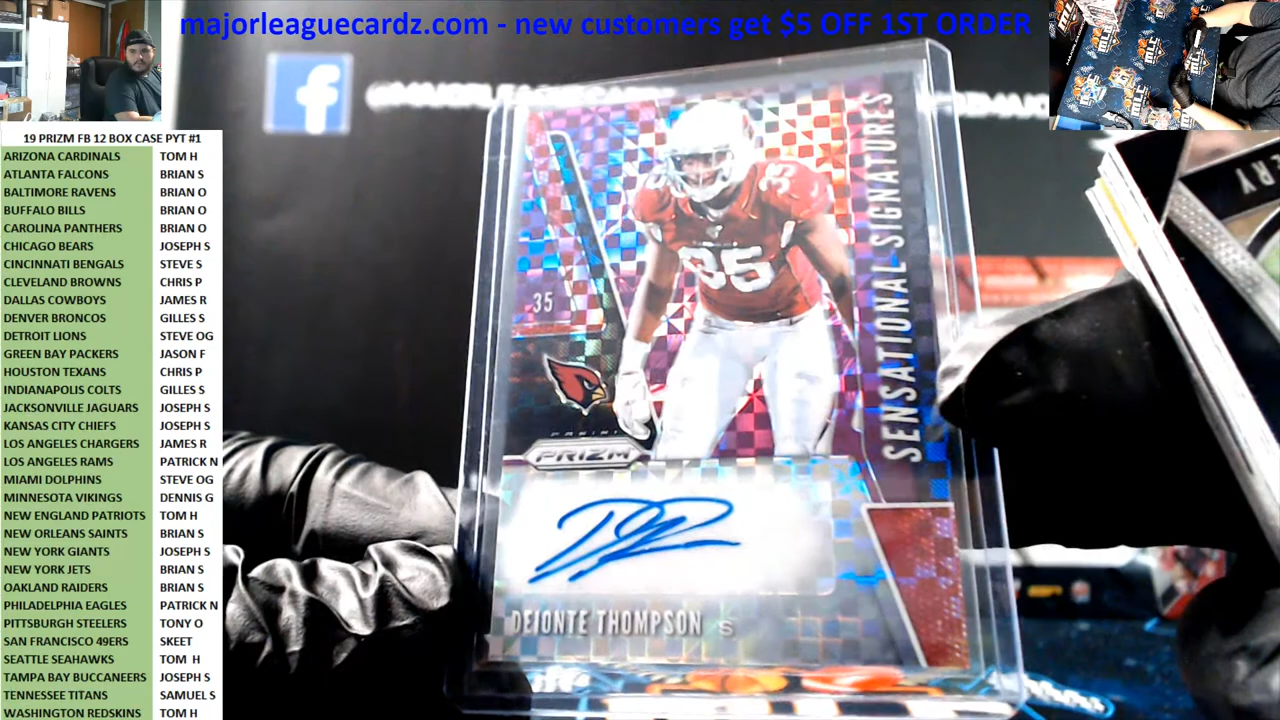 majorleaguecardz.com - new customers get $5 OFF 1ST ORDER
19 PRIZM FB 12 BOX CASE PYT #1
ARIZONA CARDINALS TOM H
ATLANTA FALCONS BRIAN S
BALTIMORE RAVENS BRIAN O
BUFFALO BILLS BRIAN O
CAROLINA PANTHERS BRIAN O
CHICAGO BEARS JOSEPH S
CINCINNATI BENGALS STEVE S
CLEVELAND BROWNS CHRIS P
DALLAS COWBOYS JAMES R
DENVER BRONCOS GILLES S
DETROIT LIONS STEVE OG
GREEN BAY PACKERS JASON F
HOUSTON TEXANS CHRIS P
INDIANAPOLIS COLTS GILLES S
JACKSONVILLE JAGUARS JOSEPH S
KANSAS CITY CHIEFS JOSEPH S
LOS ANGELES CHARGERS JAMES R
LOS ANGELES RAMS PATRICK N
MIAMI DOLPHINS STEVE OG
MINNESOTA VIKINGS DENNIS G
NEW ENGLAND PATRIOTS TOM H
NEW ORLEANS SAINTS BRIAN S
NEW YORK GIANTS JOSEPH S
NEW YORK JETS BRIAN S
OAKLAND RAIDERS BRIAN S
PHILADELPHIA EAGLES PATRICK N
PITTSBURGH STEELERS TONY O
SAN FRANCISCO 49ERS SKEET
SEATTLE SEAHAWKS TOM H
TAMPA BAY BUCCANEERS JOSEPH S
TENNESSEE TITANS SAMUEL S
WASHINGTON REDSKINS TOM H
SENSATIONAL SIGNATURES
35
35
35
PANINI
PRIZM
DEIONTE THOMPSON S
MLC